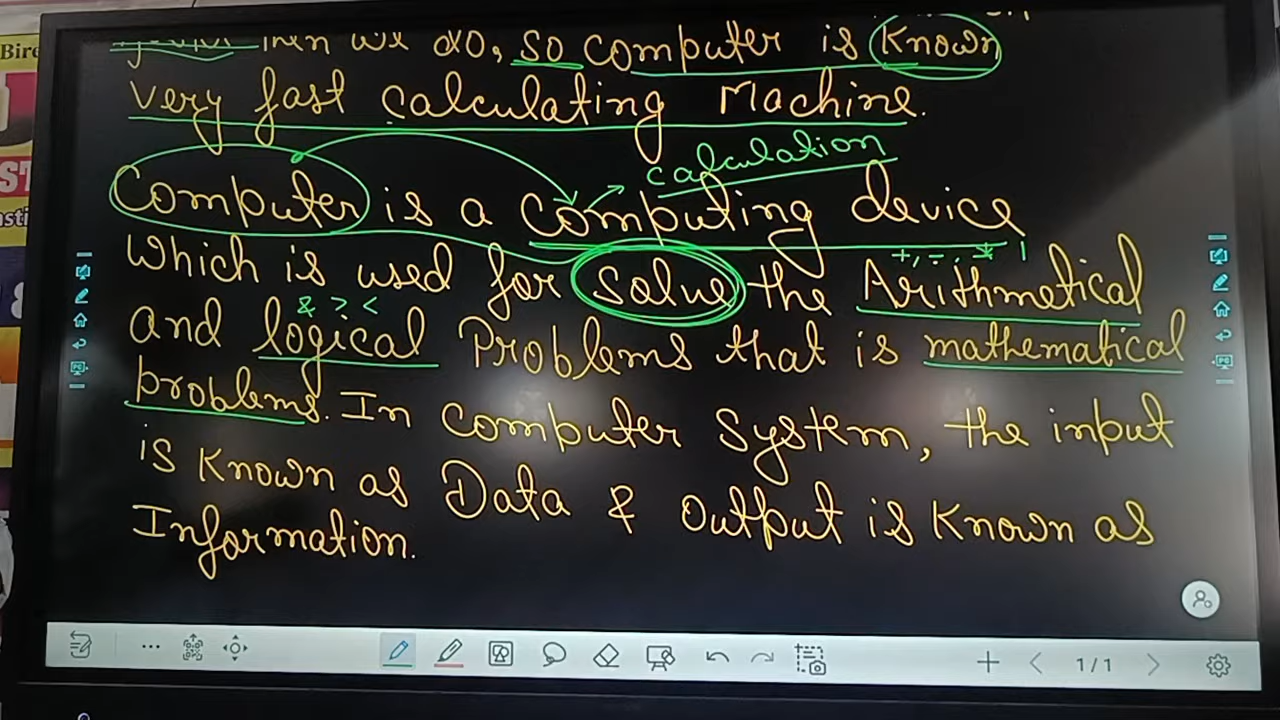 then we do, so computer is known
very fast calculating Machine.
calculation
Computer is a computing device
+, -, *, /
which is used for solve the Arithmetical
& > <
and logical Problems that is mathematical
problems. In computer system, the input
is known as Data & output is known as
Information.
1/1
Bire
ST